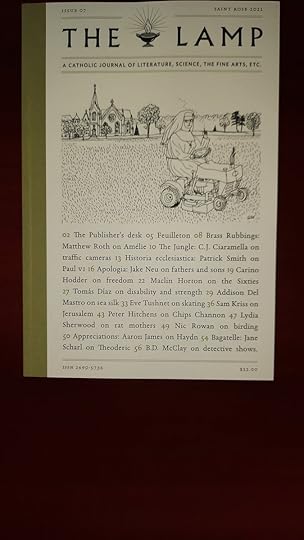 ISSUE 07 SAINT ROSE 2021
THE LAMP
A CATHOLIC JOURNAL OF LITERATURE, SCIENCE, THE FINE ARTS, ETC.
02 The Publisher's desk 05 Feuilleton 08 Brass Rubbings:
Matthew Roth on Amélie 10 The Jungle: C.J. Ciaramella on
traffic cameras 13 Historia ecclesiastica: Patrick Smith on
Paul VI 16 Apologia: Jake Neu on fathers and sons 19 Carino
Hodder on freedom 22 Maclin Horton on the Sixties
27 Tomás Díaz on disability and strength 29 Addison Del
Mastro on sea silk 33 Eve Tushnet on skating 36 Sam Kriss on
Jerusalem 43 Peter Hitchens on Chips Channon 47 Lydia
Sherwood on rat mothers 49 Nic Rowan on birding
50 Appreciations: Aaron James on Haydn 54 Bagatelle: Jane
Scharl on Theoderic 56 B.D. McClay on detective shows.
ISSN 2690-5736 $22.00